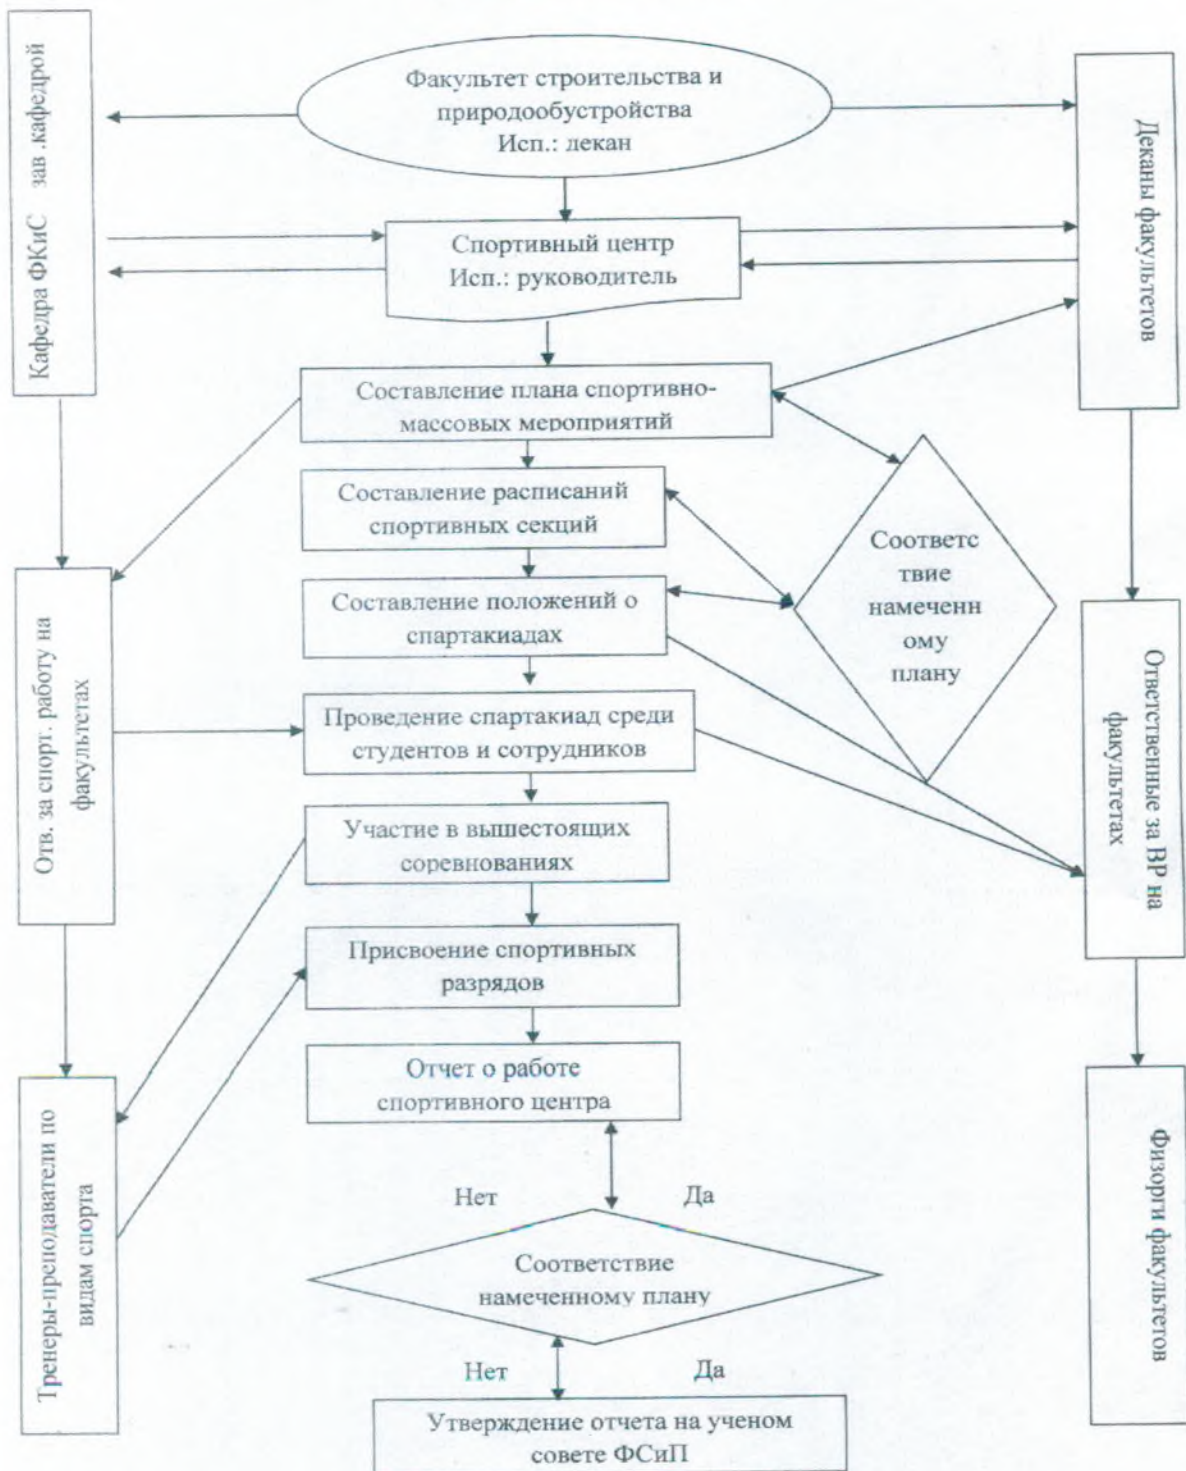 Факультет строительства и
природообустройства
Исп.: лекан
Кафедра ФКиС зав .кафедрой
Деканы факультетов
Спортивный центр
Исп.: руководитель
Составление плана спортивно-
массовых мероприятий
Составление расписаний
спортивных секций
Соответс
твие
намеченн
ому
плану
Составление положений о
спартакиадах
Отв. за спорт. работу на
факультетах
Ответственные за ВР на
факультетах
Проведение спартакиад среди
студентов и сотрудников
Участие в вышестоящих
соревнованиях
Присвоение спортивных
разрядов
Отчет о работе
спортивного центра
Тренеры-преподаватели по
видам спорта
Физорги факультетов
Нет Да
Соответствие
намеченному плану
Нет Да
Утверждение отчета на ученом
совете ФСиП